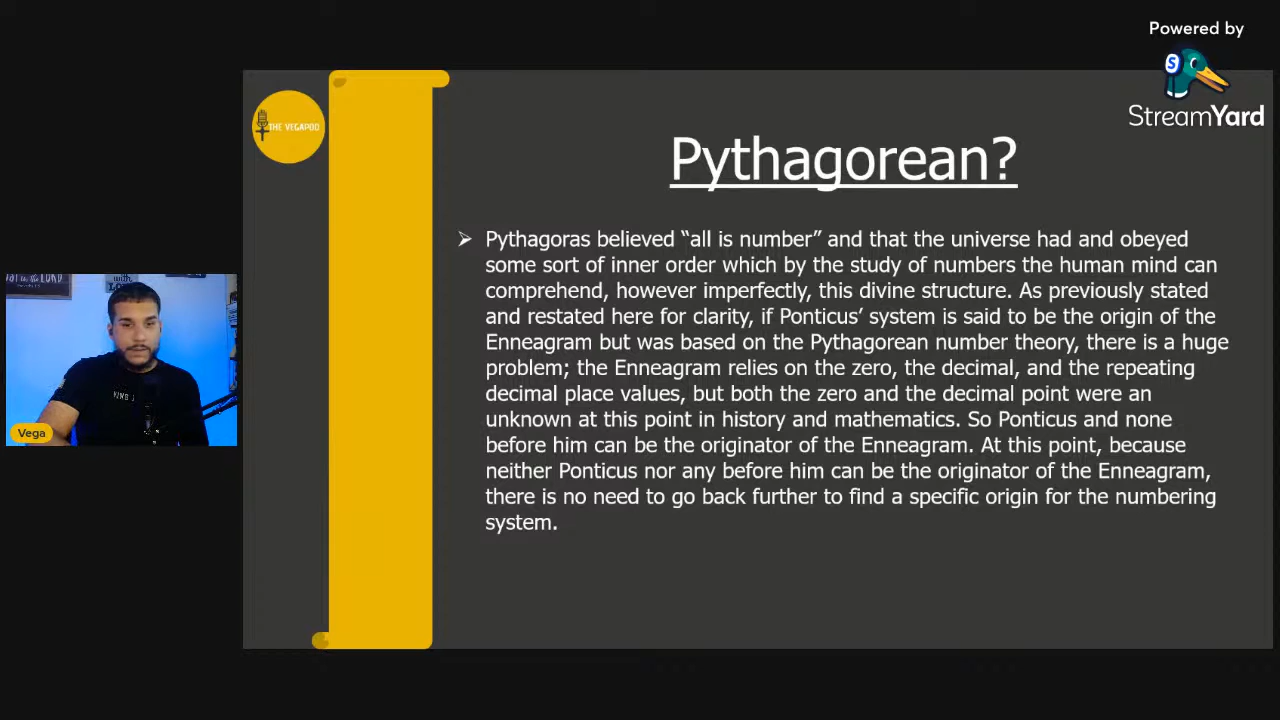 Powered by
StreamYard
THE VEGAPOD
Pythagorean?
Pythagoras believed “all is number” and that the universe had and obeyed
some sort of inner order which by the study of numbers the human mind can
comprehend, however imperfectly, this divine structure. As previously stated
and restated here for clarity, if Ponticus’ system is said to be the origin of the
Enneagram but was based on the Pythagorean number theory, there is a huge
problem; the Enneagram relies on the zero, the decimal, and the repeating
decimal place values, but both the zero and the decimal point were an
unknown at this point in history and mathematics. So Ponticus and none
before him can be the originator of the Enneagram. At this point, because
neither Ponticus nor any before him can be the originator of the Enneagram,
there is no need to go back further to find a specific origin for the numbering
system.
Vega